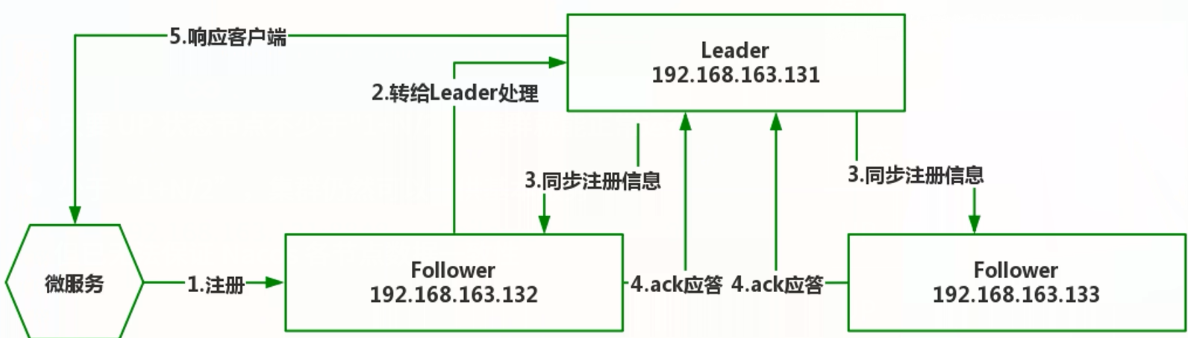 5.响应客户端
Leader
192.168.163.131
2.转给Leader处理
3.同步注册信息
3.同步注册信息
微服务
1.注册
Follower
192.168.163.132
4.ack应答
4.ack应答
Follower
192.168.163.133